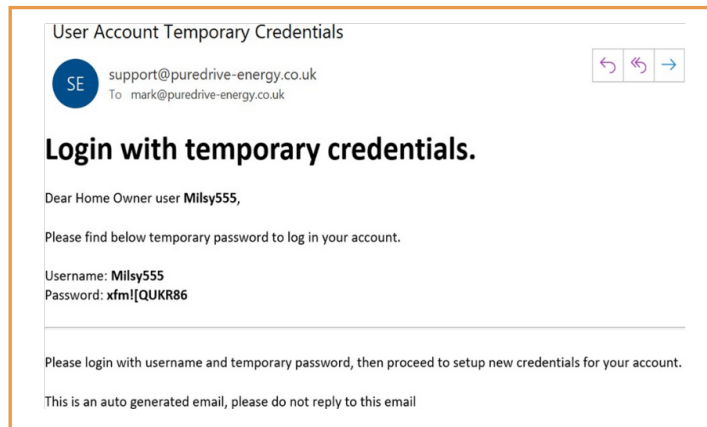 User Account Temporary Credentials
SE
support@puredrive-energy.co.uk
To mark@puredrive-energy.co.uk
Login with temporary credentials.
Dear Home Owner user Milsy555,
Please find below temporary password to log in your account.
Username: Milsy555
Password: xfm![QUKR86
Please login with username and temporary password, then proceed to setup new credentials for your account.
This is an auto generated email, please do not reply to this email